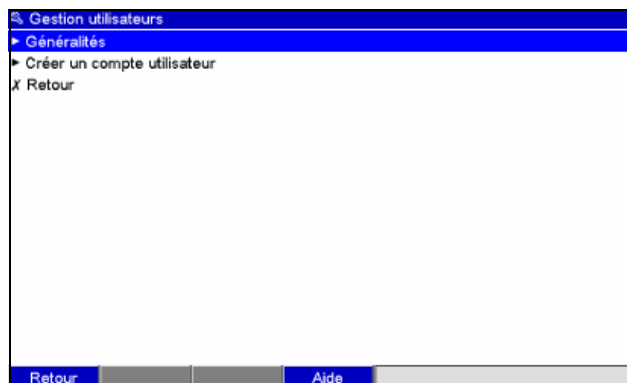 Gestion utilisateurs
► Généralités
► Créer un compte utilisateur
✗ Retour
Retour Aide